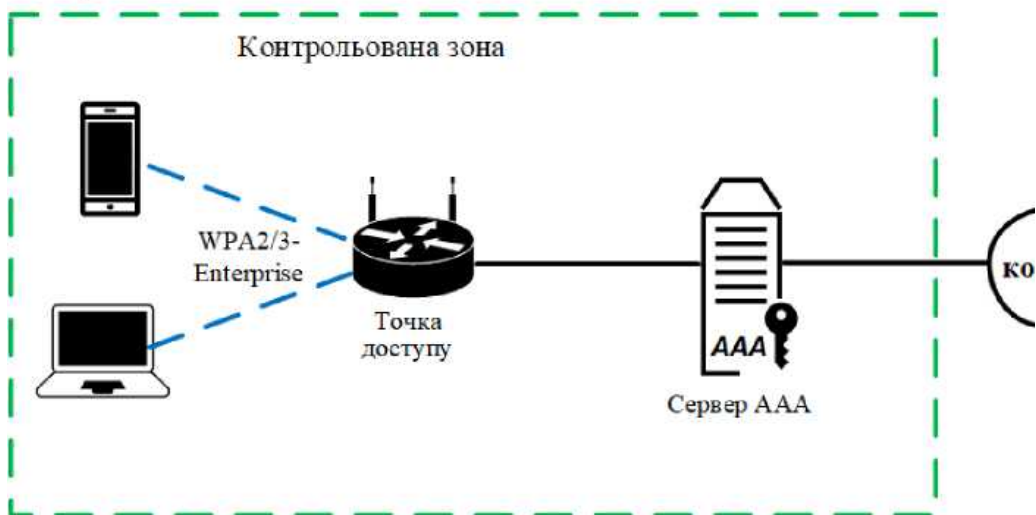 Контрольована зона
WPA2/3-
Enterprise
Точка
доступу
AAA
Сервер AAA